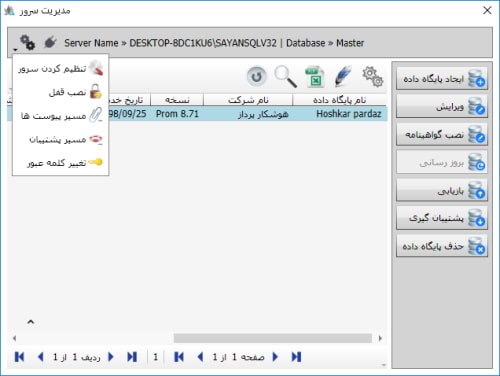 مدیریت سرور
Server Name » DESKTOP-8DC1KU6\SAYANSQLV32 | Database » Master
تنظیم کردن سرور
نصب قفل
مسیر پیوست ها
مسیر پشتیبان
تغییر کلمه عبور
نام پایگاه داده نام شرکت نسخه تاریخ
Hoshkar pardaz هوشکار پرداز Prom 8.71 98/09/25
ایجاد پایگاه داده
ویرایش
نصب گواهینامه
بروز رسانی
بازیابی
پشتیبان گیری
حذف پایگاه داده
صفحه 1 از 1 1 ردیف 1 از 1